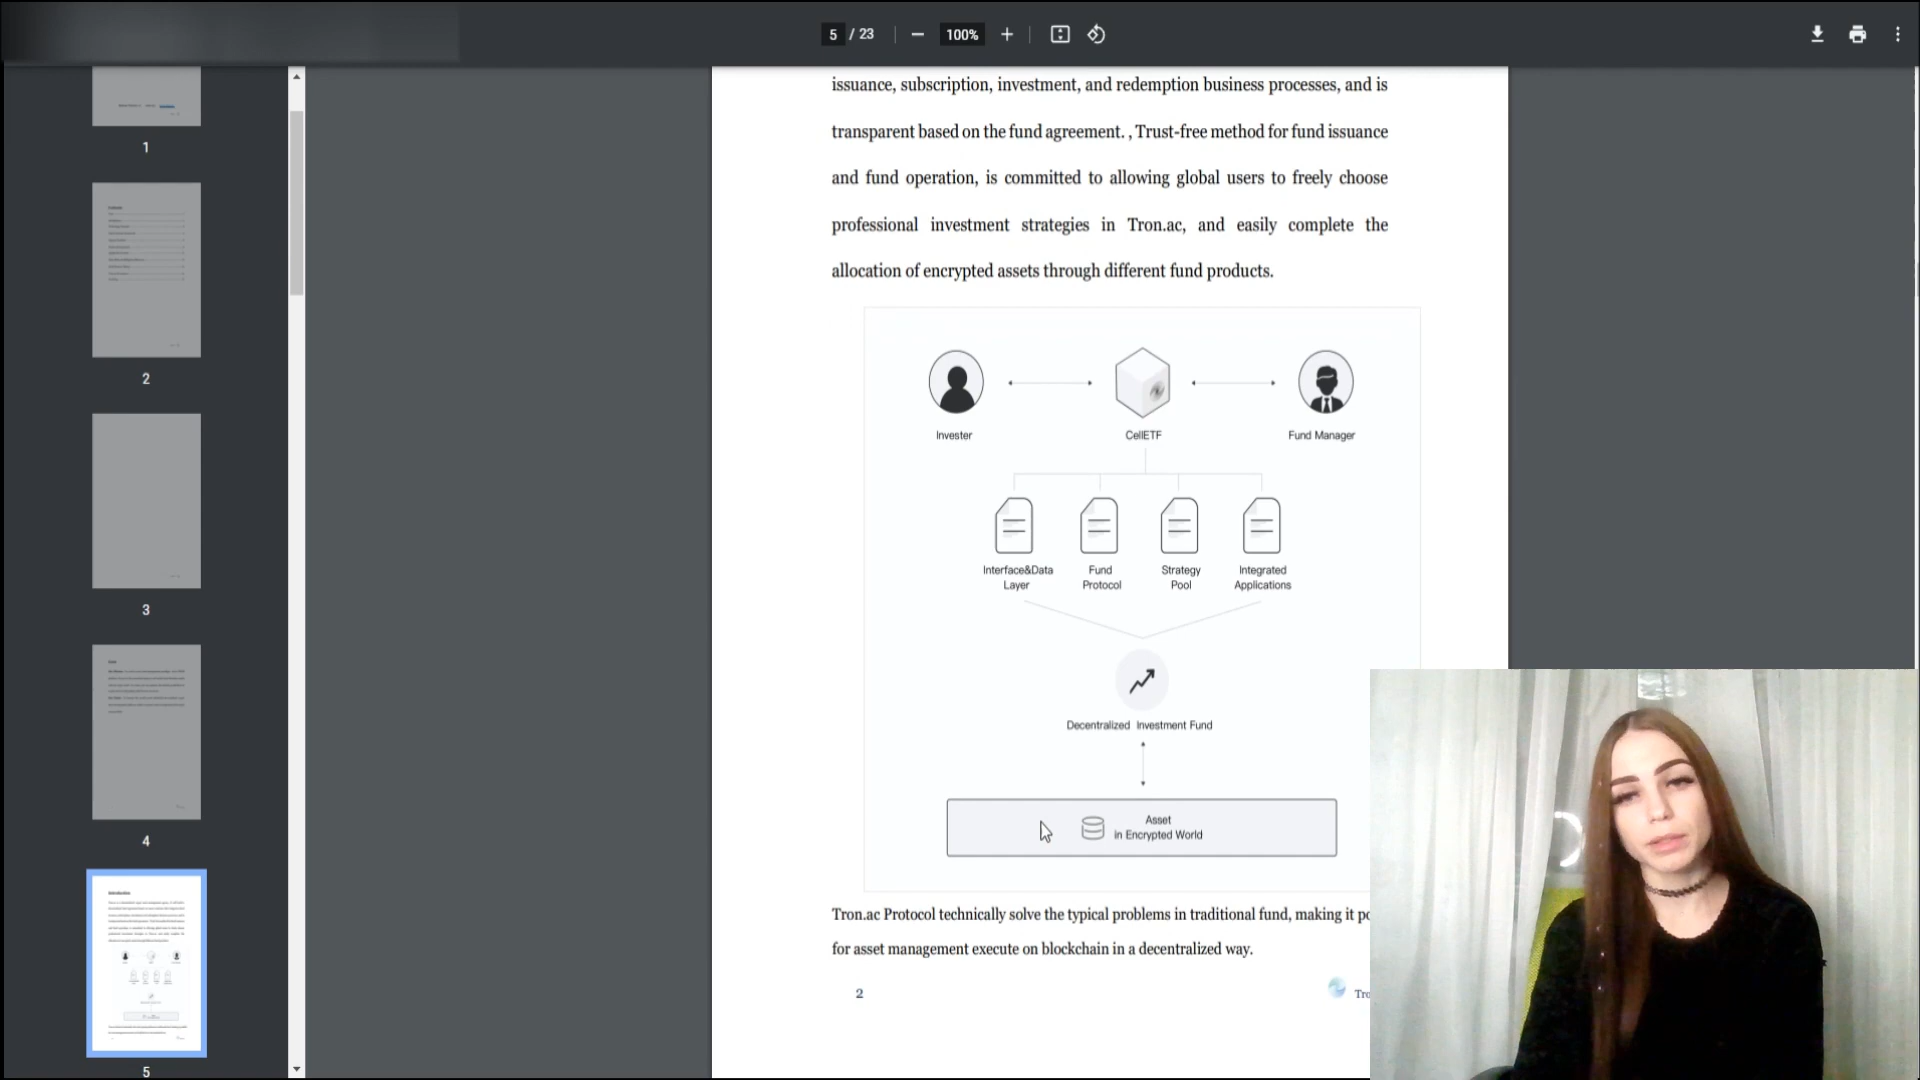 5 / 23
100%
1
2
3
4
5
issuance, subscription, investment, and redemption business processes, and is
transparent based on the fund agreement. , Trust-free method for fund issuance
and fund operation, is committed to allowing global users to freely choose
professional investment strategies in Tron.ac, and easily complete the
allocation of encrypted assets through different fund products.
Invester
CellETF
Fund Manager
Interface&Data
Layer
Fund
Protocol
Strategy
Pool
Integrated
Applications
Decentralized Investment Fund
Asset
in Encrypted World
Tron.ac Protocol technically solve the typical problems in traditional fund, making it po
for asset management execute on blockchain in a decentralized way.
2
Tro